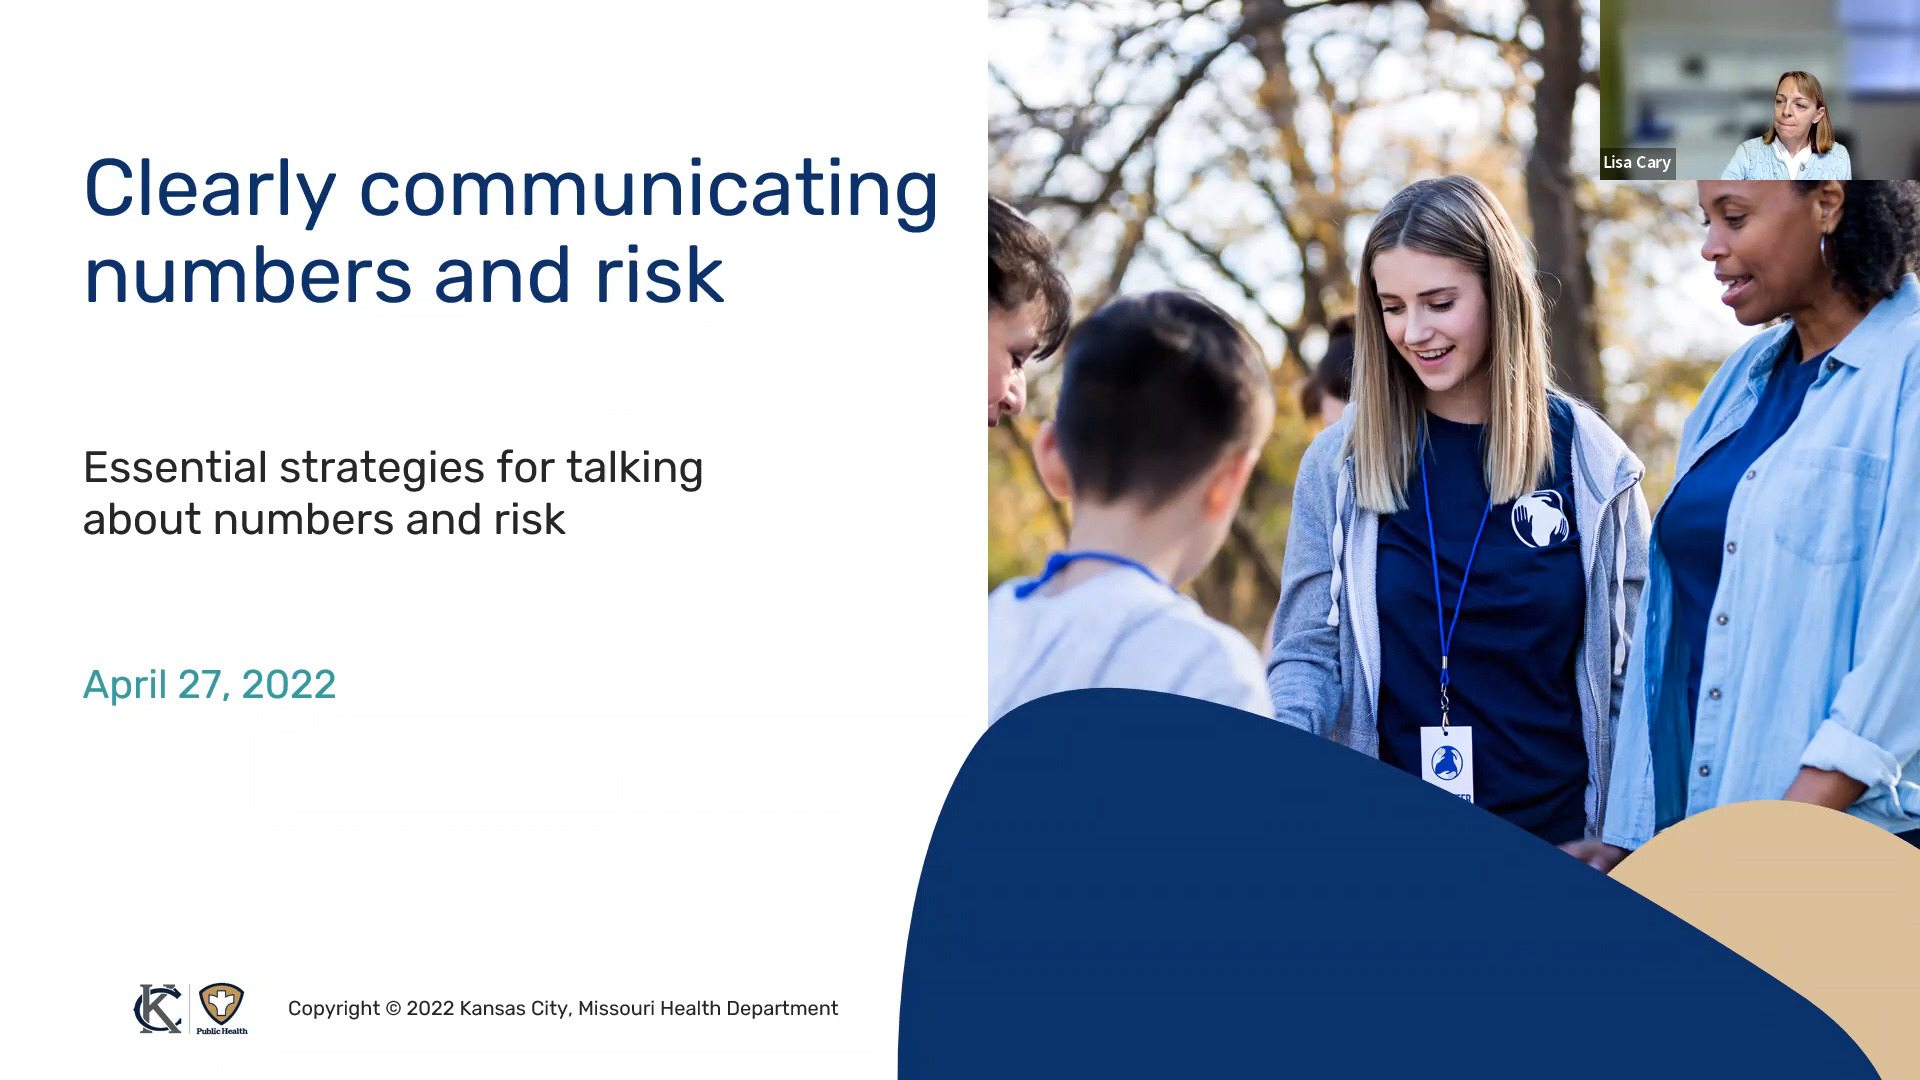 Clearly communicating
numbers and risk
Essential strategies for talking
about numbers and risk
April 27, 2022
KC
Public Health
Copyright © 2022 Kansas City, Missouri Health Department
Lisa Cary